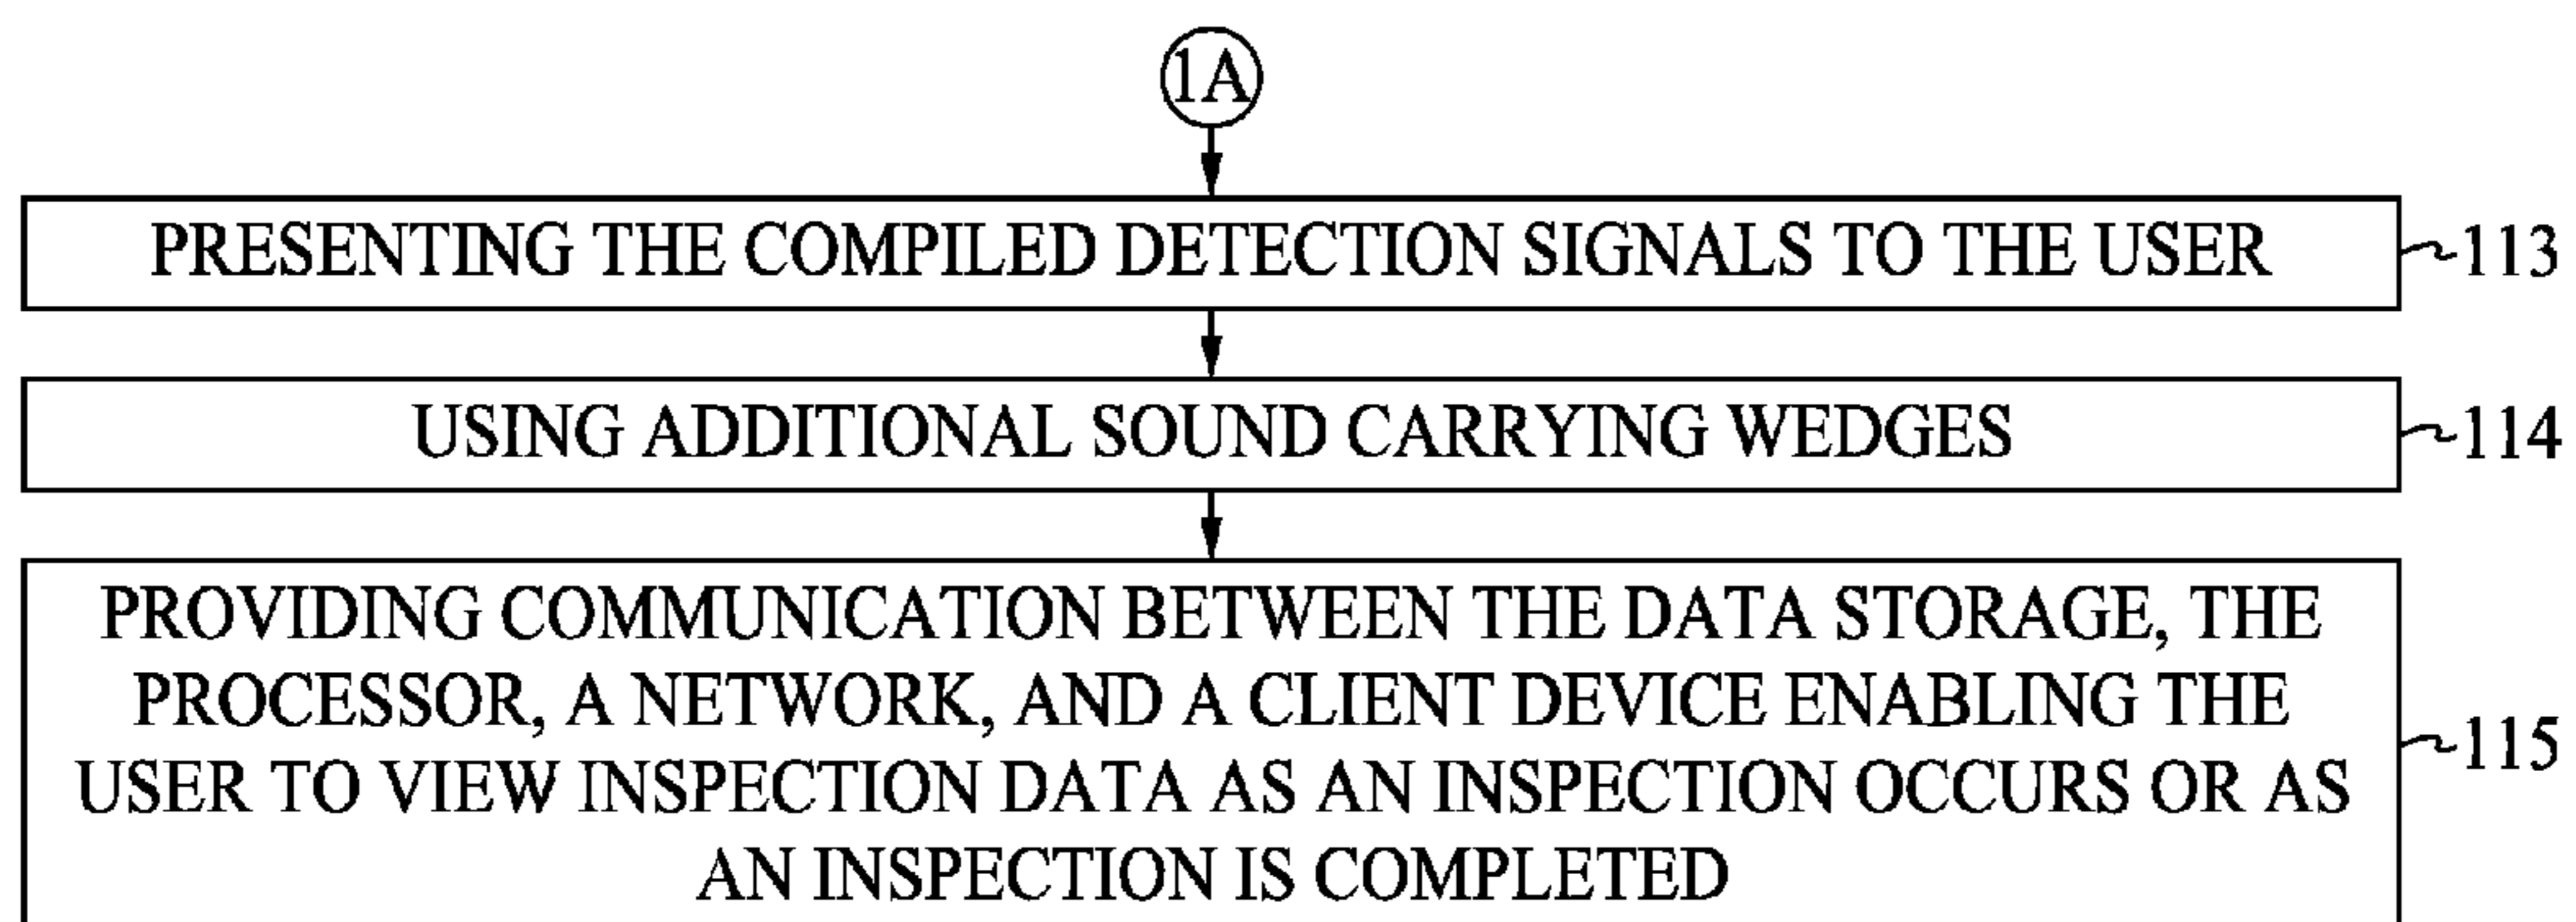 1A
PRESENTING THE COMPILED DETECTION SIGNALS TO THE USER
113
USING ADDITIONAL SOUND CARRYING WEDGES
114
PROVIDING COMMUNICATION BETWEEN THE DATA STORAGE, THE
PROCESSOR, A NETWORK, AND A CLIENT DEVICE ENABLING THE
USER TO VIEW INSPECTION DATA AS AN INSPECTION OCCURS OR AS
AN INSPECTION IS COMPLETED
115